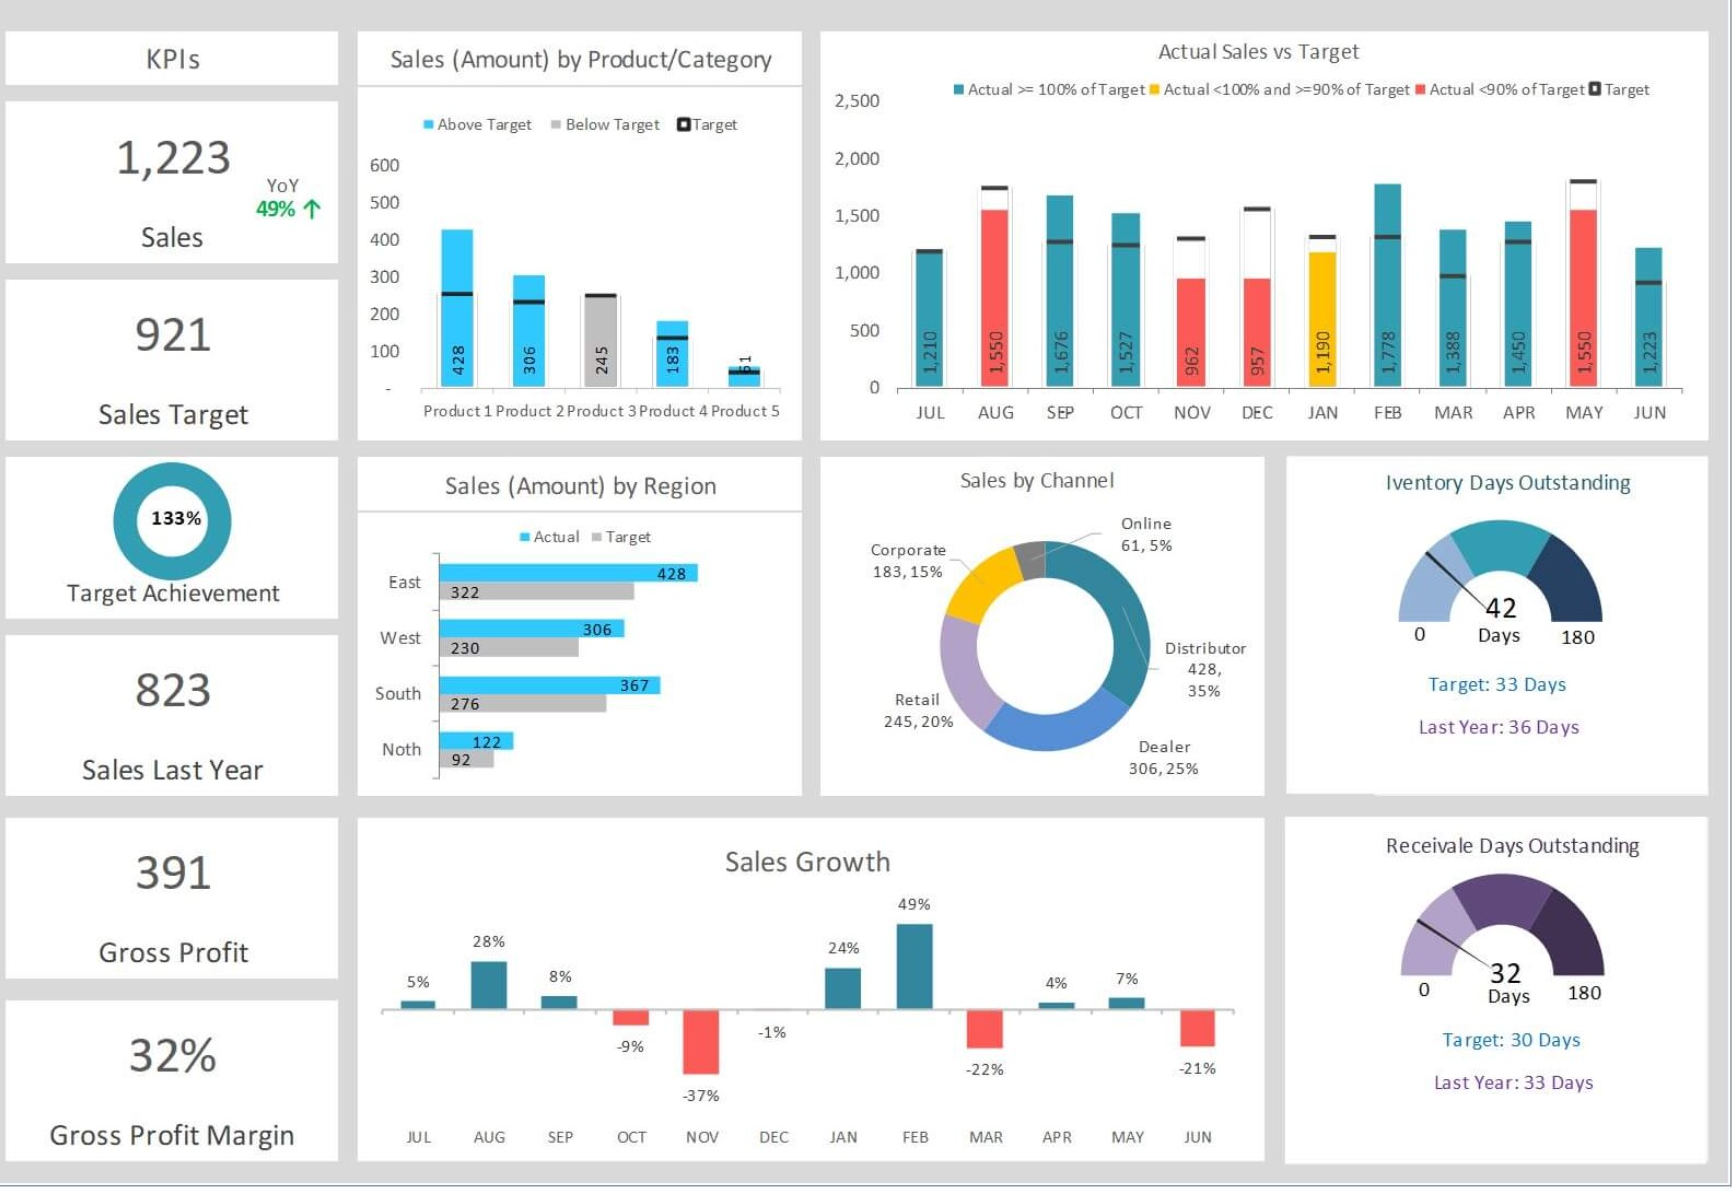 KPIs
1,223
YoY
49% ↑
Sales
921
Sales Target
133%
Target Achievement
823
Sales Last Year
391
Gross Profit
32%
Gross Profit Margin
Sales (Amount) by Product/Category
Above Target Below Target Target
600
500
400
300
200
100
-
428 306 245 183 61
Product 1 Product 2 Product 3 Product 4 Product 5
Actual Sales vs Target
Actual >= 100% of Target Actual <100% and >=90% of Target Actual <90% of Target Target
2,500
2,000
1,500
1,000
500
0
1,210 1,550 1,676 1,527 962 957 1,190 1,778 1,388 1,450 1,550 1,223
JUL AUG SEP OCT NOV DEC JAN FEB MAR APR MAY JUN
Sales (Amount) by Region
Actual Target
East
428
322
West
306
230
South
367
276
Noth
122
92
Sales by Channel
Online
61, 5%
Corporate
183, 15%
Distributor
428,
35%
Retail
245, 20%
Dealer
306, 25%
Iventory Days Outstanding
42
0 Days 180
Target: 33 Days
Last Year: 36 Days
Sales Growth
5% 28% 8% -9% -37% -1% 24% 49% -22% 4% 7% -21%
JUL AUG SEP OCT NOV DEC JAN FEB MAR APR MAY JUN
Receivale Days Outstanding
32
0 Days 180
Target: 30 Days
Last Year: 33 Days